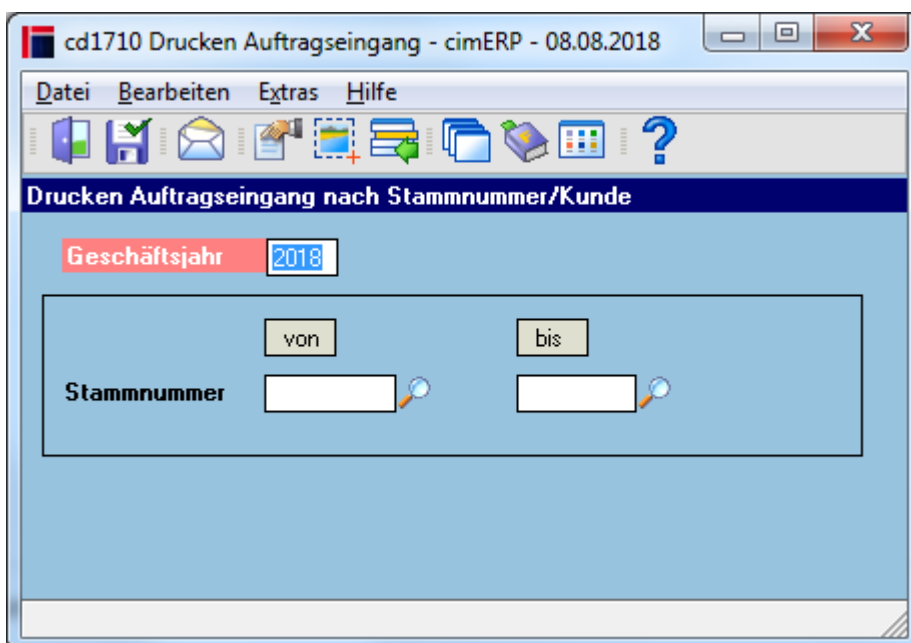 cd1710 Drucken Auftragseingang - cimERP - 08.08.2018
Datei Bearbeiten Extras Hilfe
Drucken Auftragseingang nach Stammnummer/Kunde
Geschäftsjahr 2018
von bis
Stammnummer